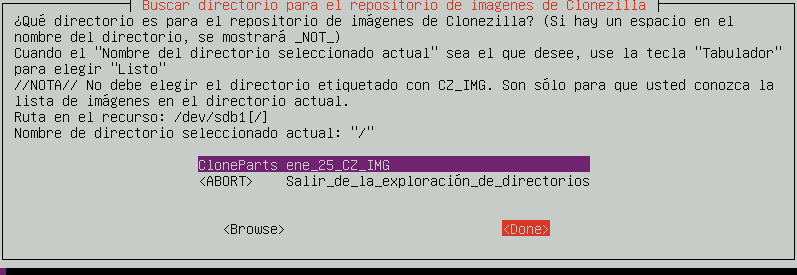 Buscar directorio para el repositorio de imágenes de Clonezilla
¿Qué directorio es para el repositorio de imágenes de Clonezilla? (Si hay un espacio en el
nombre del directorio, se mostrará _NOT_)
Cuando el "Nombre del directorio seleccionado actual" sea el que desee, use la tecla "Tabulador"
para elegir "Listo"
//NOTA// No debe elegir el directorio etiquetado con CZ_IMG. Son sólo para que usted conozca la
lista de imágenes en el directorio actual.
Ruta en el recurso: /dev/sdb1[/]
Nombre de directorio seleccionado actual: "/"
CloneParts ene_25_CZ_IMG
<ABORT> Salir_de_la_exploración_de_directorios
<Browse> <Done>